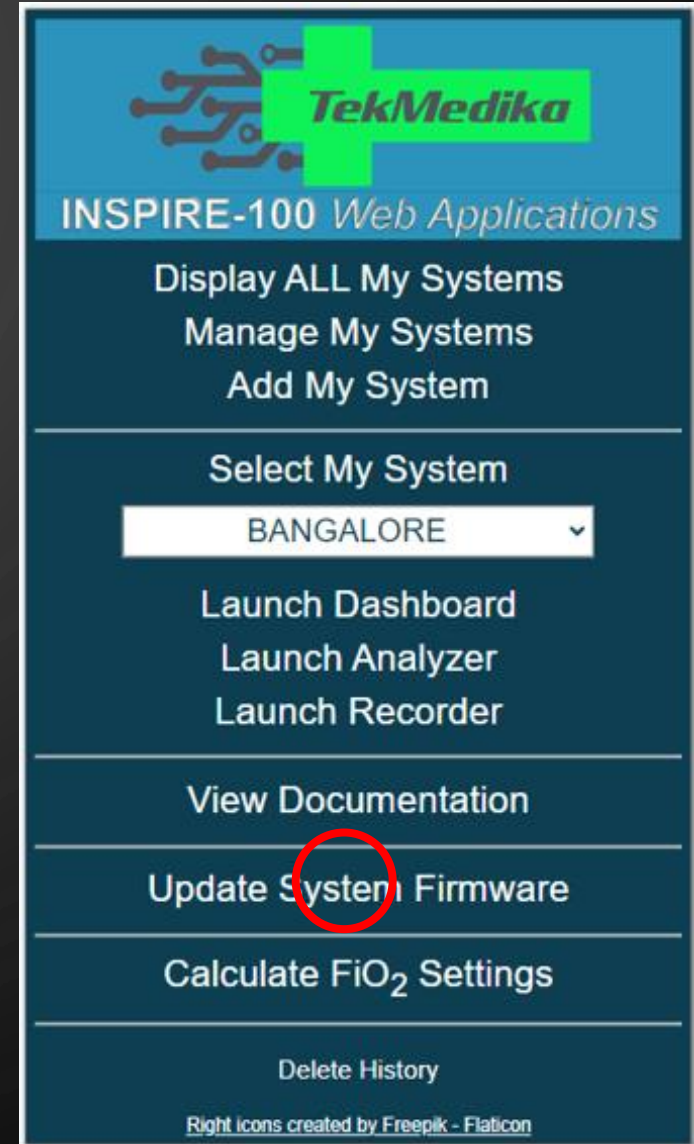 TekMedika
INSPIRE-100 Web Applications
Display ALL My Systems
Manage My Systems
Add My System
Select My System
BANGALORE
Launch Dashboard
Launch Analyzer
Launch Recorder
View Documentation
Update System Firmware
Calculate FiO₂ Settings
Delete History
Right icons created by Freepik - Flaticon